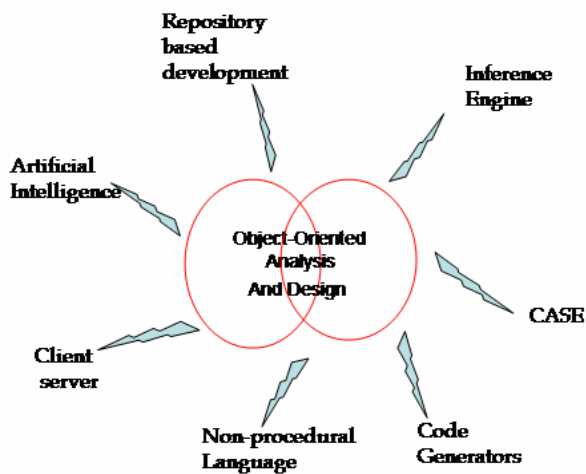 Repository
based
development
Inference
Engine
Artificial
Intelligence
Object-Oriented
Analysis
And Design
CASE
Client
server
Code
Generators
Non-procedural
Language